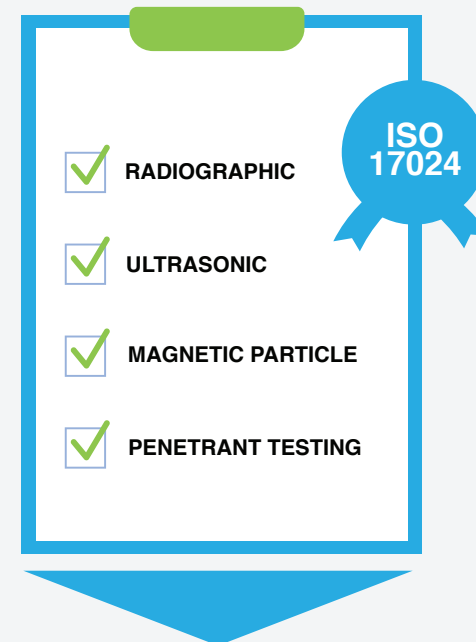 ISO
17024
RADIOGRAPHIC
ULTRASONIC
MAGNETIC PARTICLE
PENETRANT TESTING